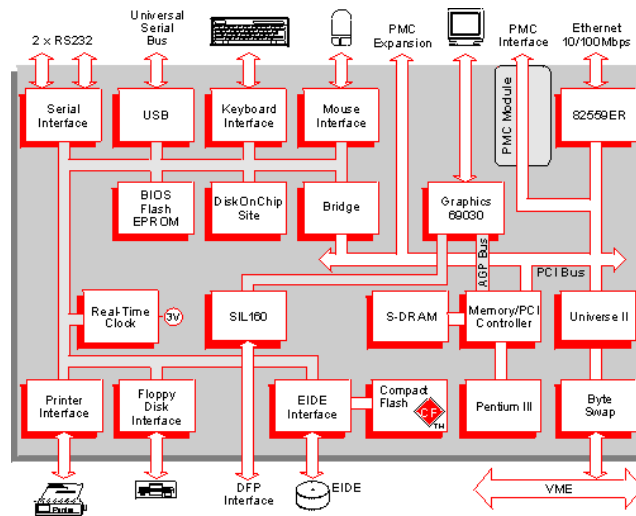 Universal
Serial
Bus
2 x RS232
PMC
Expansion
PMC
Interface
Ethernet
10/100Mbps
Serial
Interface
USB
Keyboard
Interface
Mouse
Interface
PMC Module
82559ER
BIOS
Flash
EPROM
DiskOnChip
Site
Bridge
Graphics
69030
AGP Bus
PCI Bus
Real-Time
Clock
3V
SIL160
S-DRAM
Memory/PCI
Controller
Universe II
Printer
Interface
Floppy
Disk
Interface
EIDE
Interface
Compact
Flash
CF
TM
Pentium III
Byte
Swap
Printer
DFP
Interface
EIDE
VME